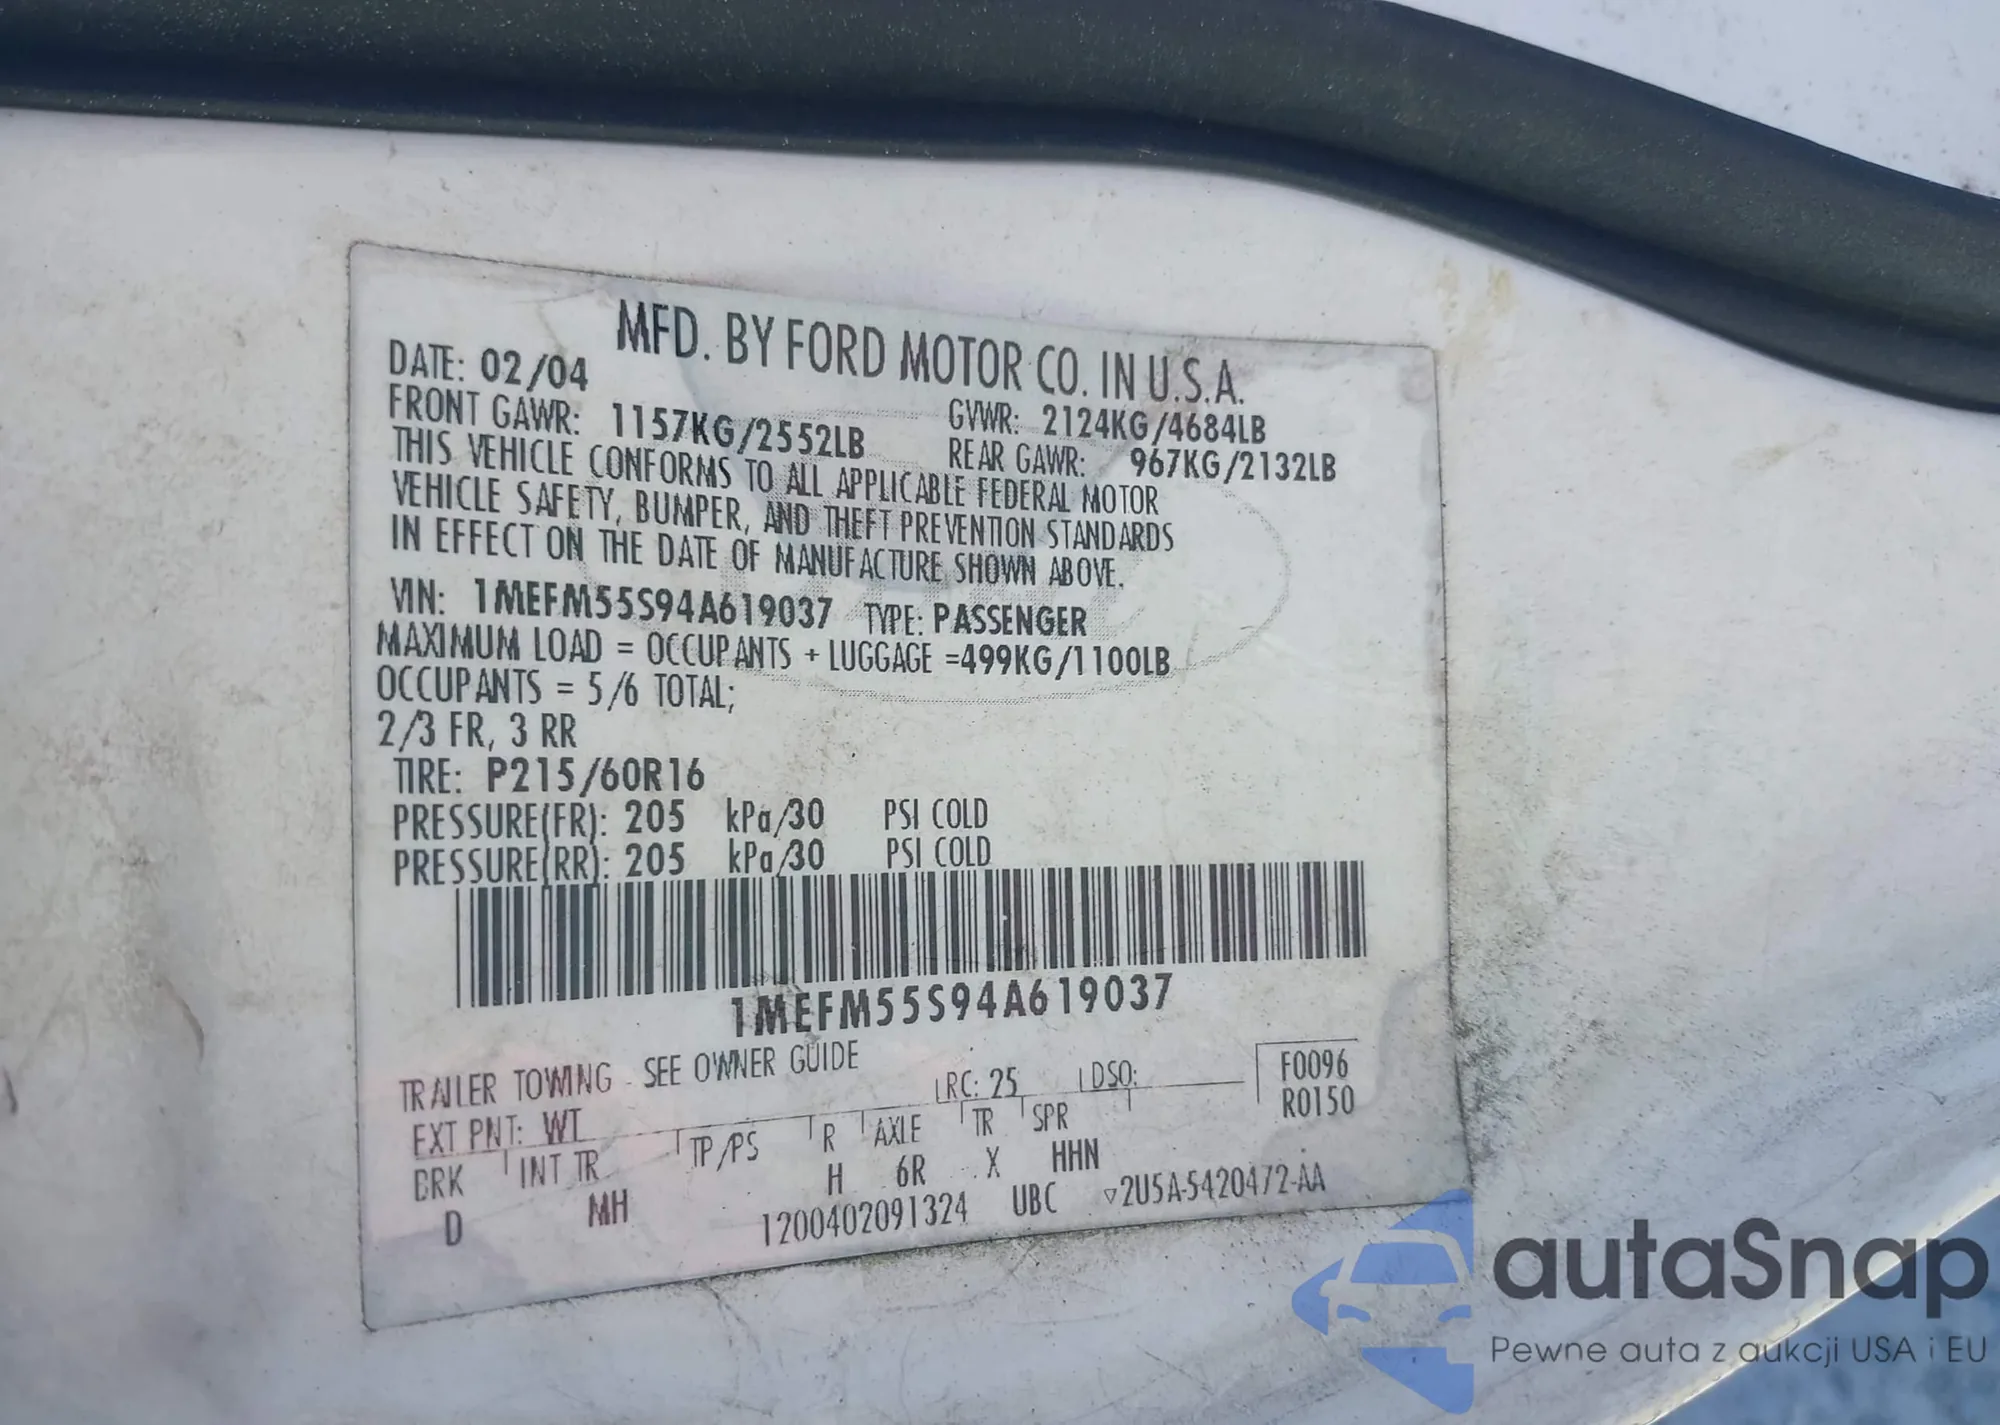 MFD. BY FORD MOTOR CO. IN U.S.A.
DATE: 02/04
FRONT GAWR: 1157KG/2552LB GVWR: 2124KG/4684LB
REAR GAWR: 967KG/2132LB
THIS VEHICLE CONFORMS TO ALL APPLICABLE FEDERAL MOTOR
VEHICLE SAFETY, BUMPER, AND THEFT PREVENTION STANDARDS
IN EFFECT ON THE DATE OF MANUFACTURE SHOWN ABOVE.
VIN: 1MEFM55S94A619037 TYPE: PASSENGER
MAXIMUM LOAD = OCCUPANTS + LUGGAGE =499KG/1100LB
OCCUPANTS = 5/6 TOTAL;
2/3 FR, 3 RR
TIRE: P215/60R16
PRESSURE(FR): 205 kPa/30 PSI COLD
PRESSURE(RR): 205 kPa/30 PSI COLD
1MEFM55S94A619037
TRAILER TOWING - SEE OWNER GUIDE
EXT PNT: WT RC: 25 DSO: F0096
R0150
BRK INT TR TP/PS R AXLE TR SPR
D MH H 6R X HHN
1200402091324 UBC ▽2U5A-5420472-AA
autaSnap
Pewne auta z aukcji USA i EU